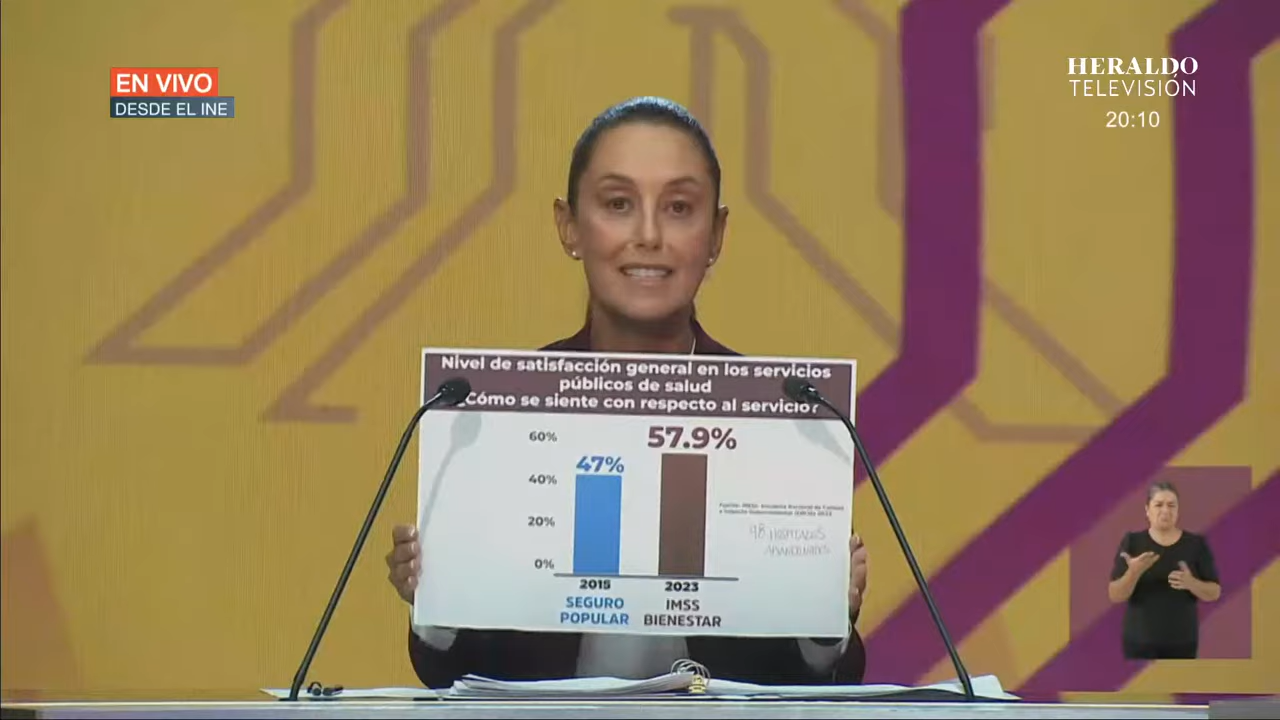 EN VIVO
DESDE EL INE
HERALDO
TELEVISIÓN
20:10
Nivel de satisfacción general en los servicios
públicos de salud
¿Cómo se siente con respecto al servicio?
60%
40%
20%
0%
47%
57.9%
2015
2023
SEGURO
POPULAR
IMSS
BIENESTAR
98 HOSPITALES
ABANDONADOS